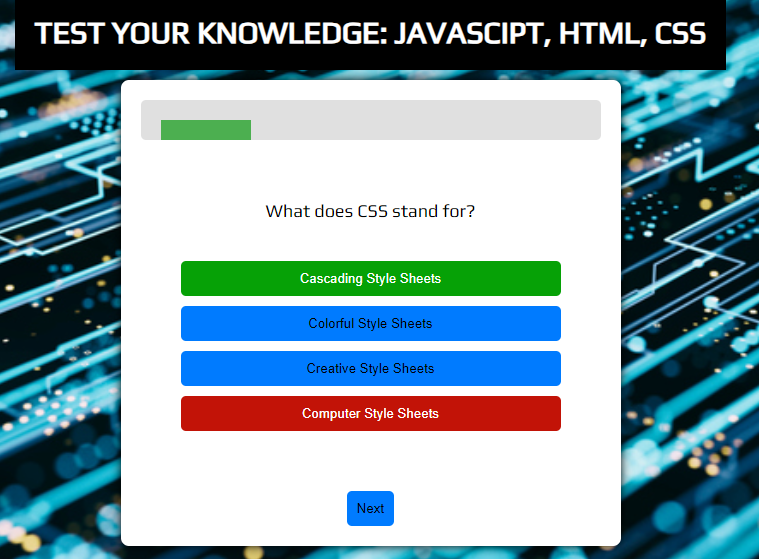 TEST YOUR KNOWLEDGE: JAVASCIPT, HTML, CSS
What does CSS stand for?
Cascading Style Sheets
Colorful Style Sheets
Creative Style Sheets
Computer Style Sheets
Next